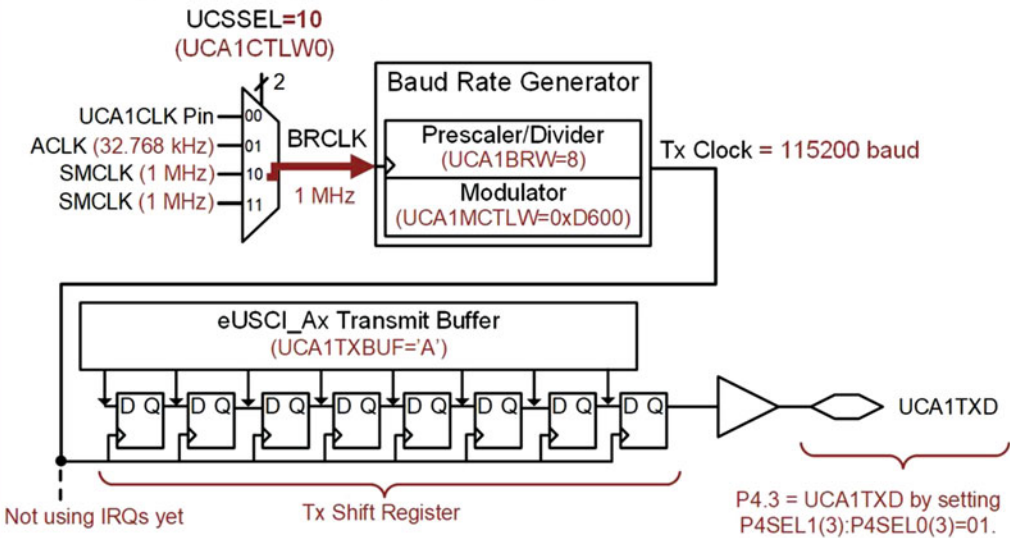 UCSSEL=10
(UCA1CTLW0)
2
UCA1CLK Pin
00
ACLK (32.768 kHz)
01
SMCLK (1 MHz)
10
SMCLK (1 MHz)
11
BRCLK
1 MHz
Baud Rate Generator
Prescaler/Divider
(UCA1BRW=8)
Modulator
(UCA1MCTLW=0xD600)
Tx Clock = 115200 baud
eUSCI_Ax Transmit Buffer
(UCA1TXBUF='A')
D Q D Q D Q D Q D Q D Q D Q D Q
UCA1TXD
Not using IRQs yet
Tx Shift Register
P4.3 = UCA1TXD by setting
P4SEL1(3):P4SEL0(3)=01.